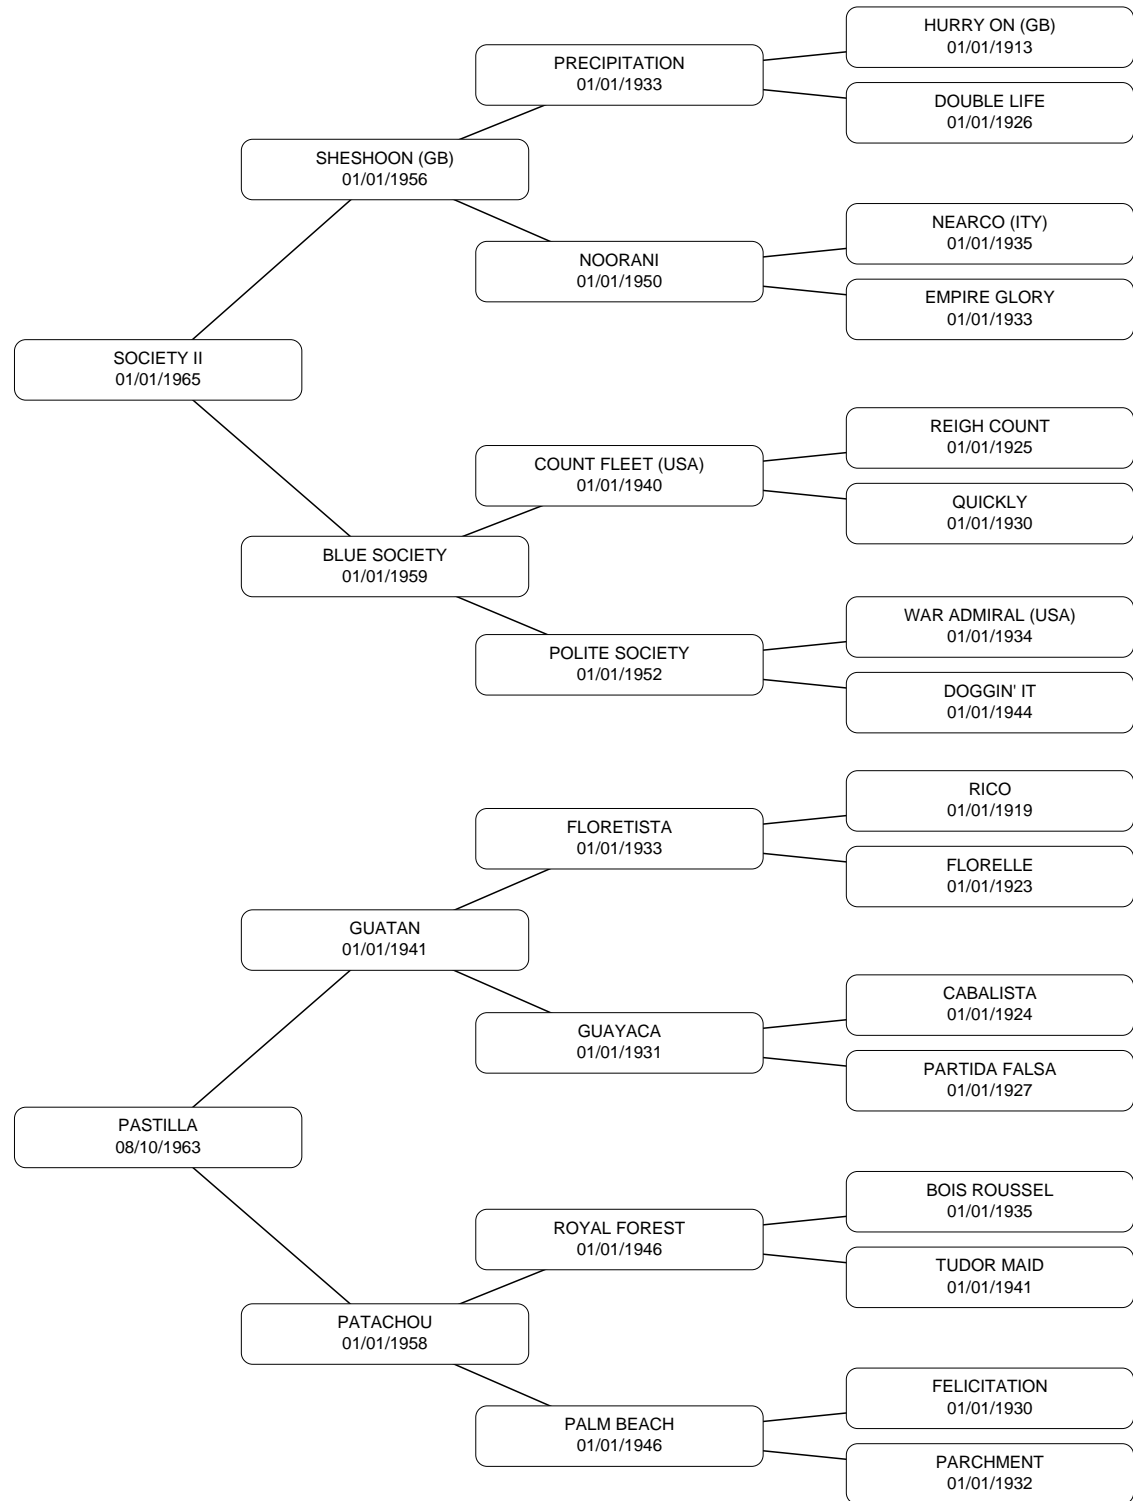 HURRY ON (GB)
01/01/1913
PRECIPITATION
01/01/1933
DOUBLE LIFE
01/01/1926
SHESHOON (GB)
01/01/1956
NEARCO (ITY)
01/01/1935
NOORANI
01/01/1950
EMPIRE GLORY
01/01/1933
SOCIETY II
01/01/1965
REIGH COUNT
01/01/1925
COUNT FLEET (USA)
01/01/1940
QUICKLY
01/01/1930
BLUE SOCIETY
01/01/1959
WAR ADMIRAL (USA)
01/01/1934
POLITE SOCIETY
01/01/1952
DOGGIN' IT
01/01/1944
RICO
01/01/1919
FLORETISTA
01/01/1933
FLORELLE
01/01/1923
GUATAN
01/01/1941
CABALISTA
01/01/1924
GUAYACA
01/01/1931
PARTIDA FALSA
01/01/1927
PASTILLA
08/10/1963
BOIS ROUSSEL
01/01/1935
ROYAL FOREST
01/01/1946
TUDOR MAID
01/01/1941
PATACHOU
01/01/1958
FELICITATION
01/01/1930
PALM BEACH
01/01/1946
PARCHMENT
01/01/1932